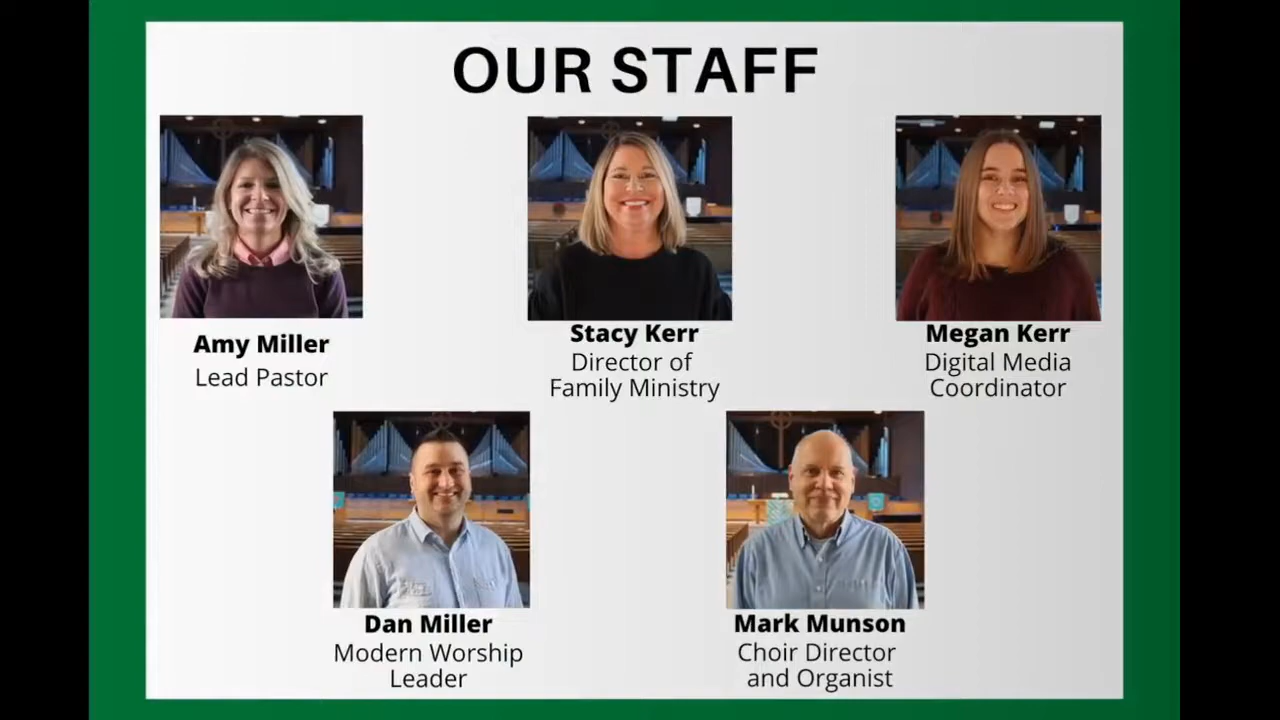 OUR STAFF
Amy Miller
Lead Pastor
Stacy Kerr
Director of
Family Ministry
Megan Kerr
Digital Media
Coordinator
Dan Miller
Modern Worship
Leader
Mark Munson
Choir Director
and Organist